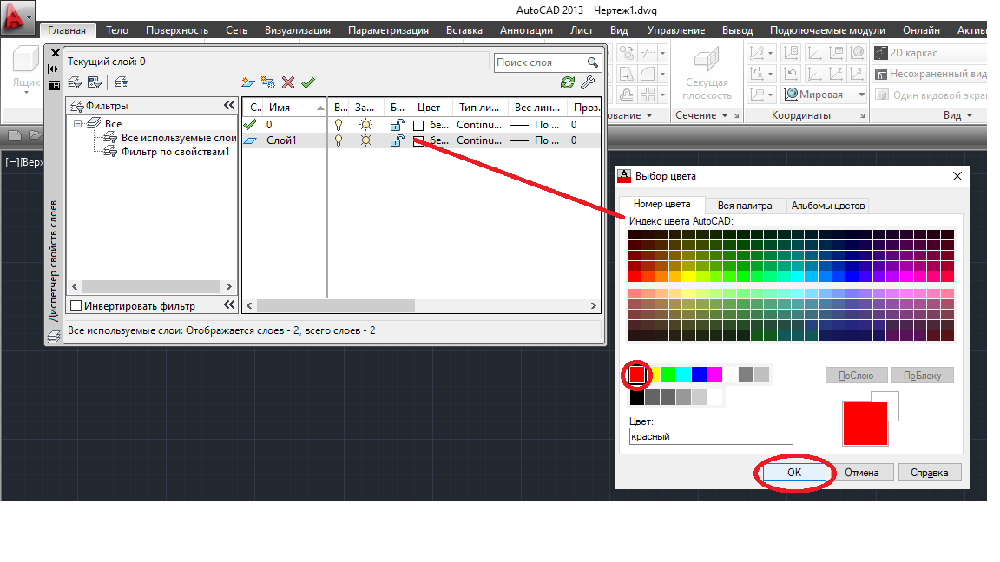 AutoCAD 2013 Чертеж1.dwg
Главная Тело Поверхность Сеть Визуализация Параметризация Вставка Аннотации Лист Вид Управление Вывод Подключаемые модули Онлайн
Текущий слой: 0
Поиск слоя
Ящик
Секущая
плоскость
Мировая
2D каркас
Несохраненный вид
Один видовой экра
Сечение
Координаты
Вид
Фильтры
Все
Все используемые слои
Фильтр по свойствам1
Инвертировать фильтр
С.. Имя В... За... Б... Цвет Тип ли... Вес лин... Проз.
0 бе... Continu... По ... 0
Слой1 бе... Continu... По ... 0
Все используемые слои: Отображается слоев - 2, всего слоев - 2
Диспетчер свойств слоев
[−][Верх
Выбор цвета
Номер цвета Вся палитра Альбомы цветов
Индекс цвета AutoCAD:
ПоСлою ПоБлоку
Цвет:
красный
OK Отмена Справка